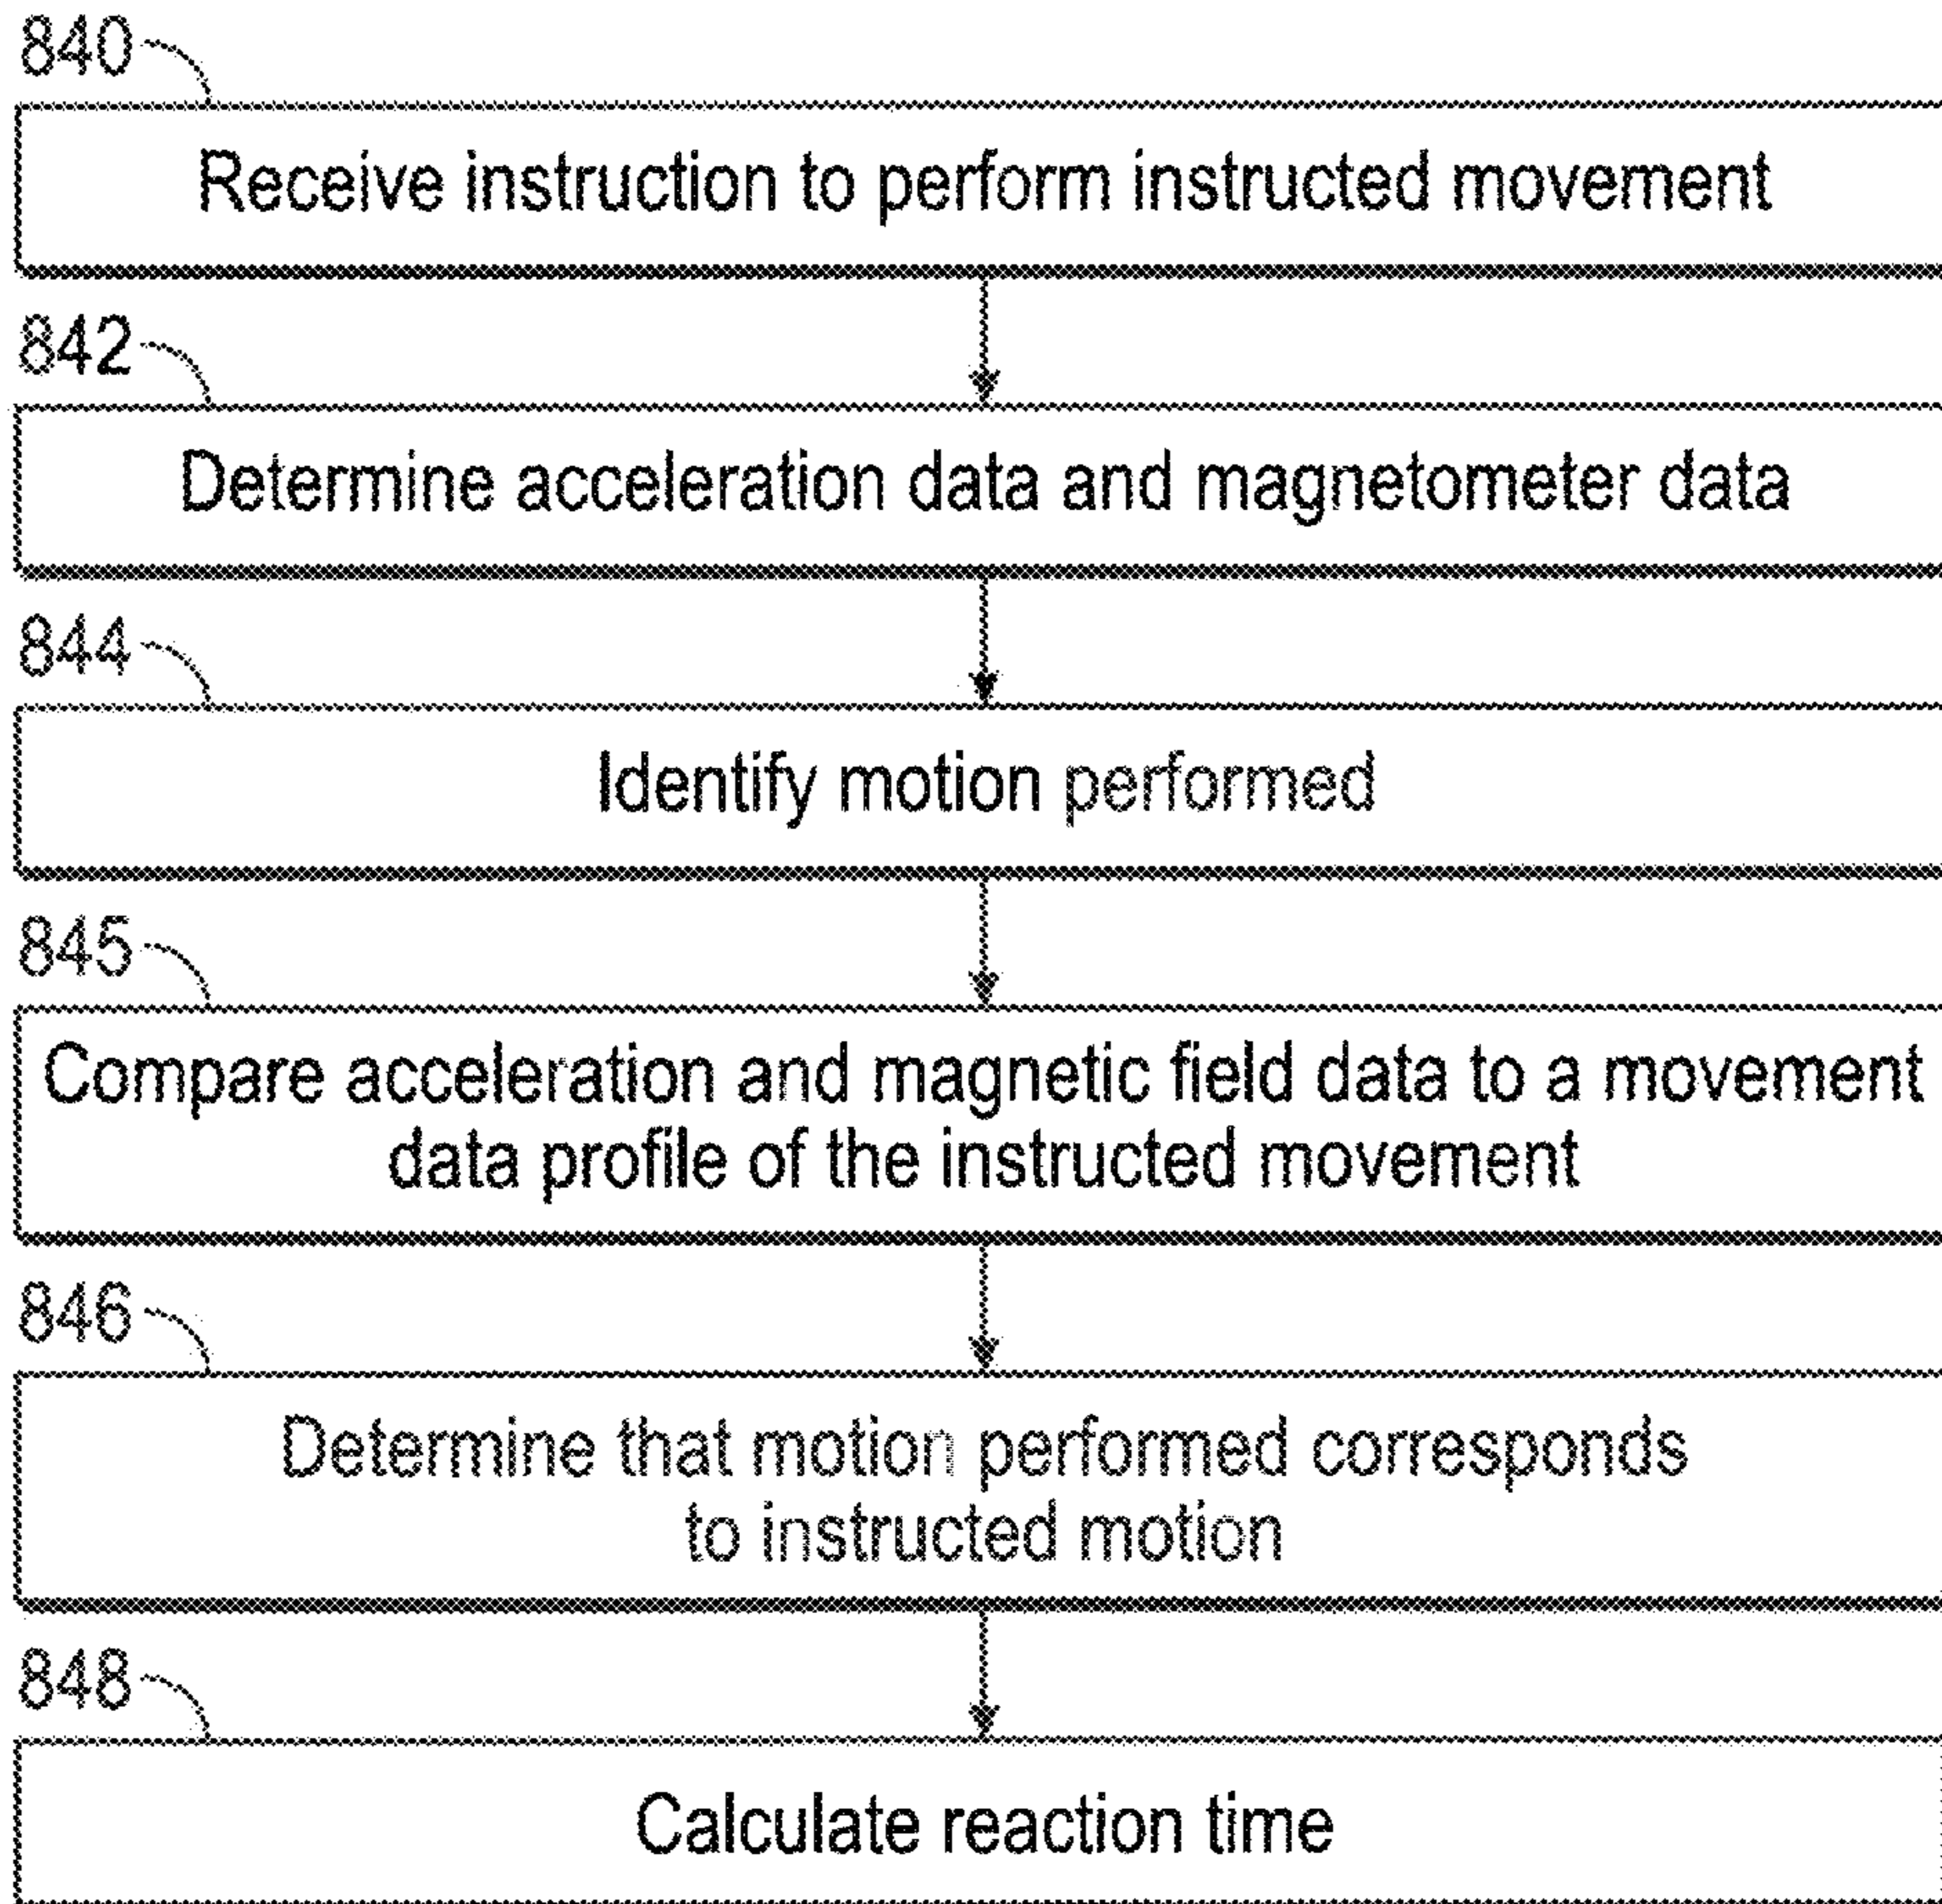 840
Receive instruction to perform instructed movement
842
Determine acceleration data and magnetometer data
844
Identify motion performed
845
Compare acceleration and magnetic field data to a movement
data profile of the instructed movement
846
Determine that motion performed corresponds
to instructed motion
848
Calculate reaction time